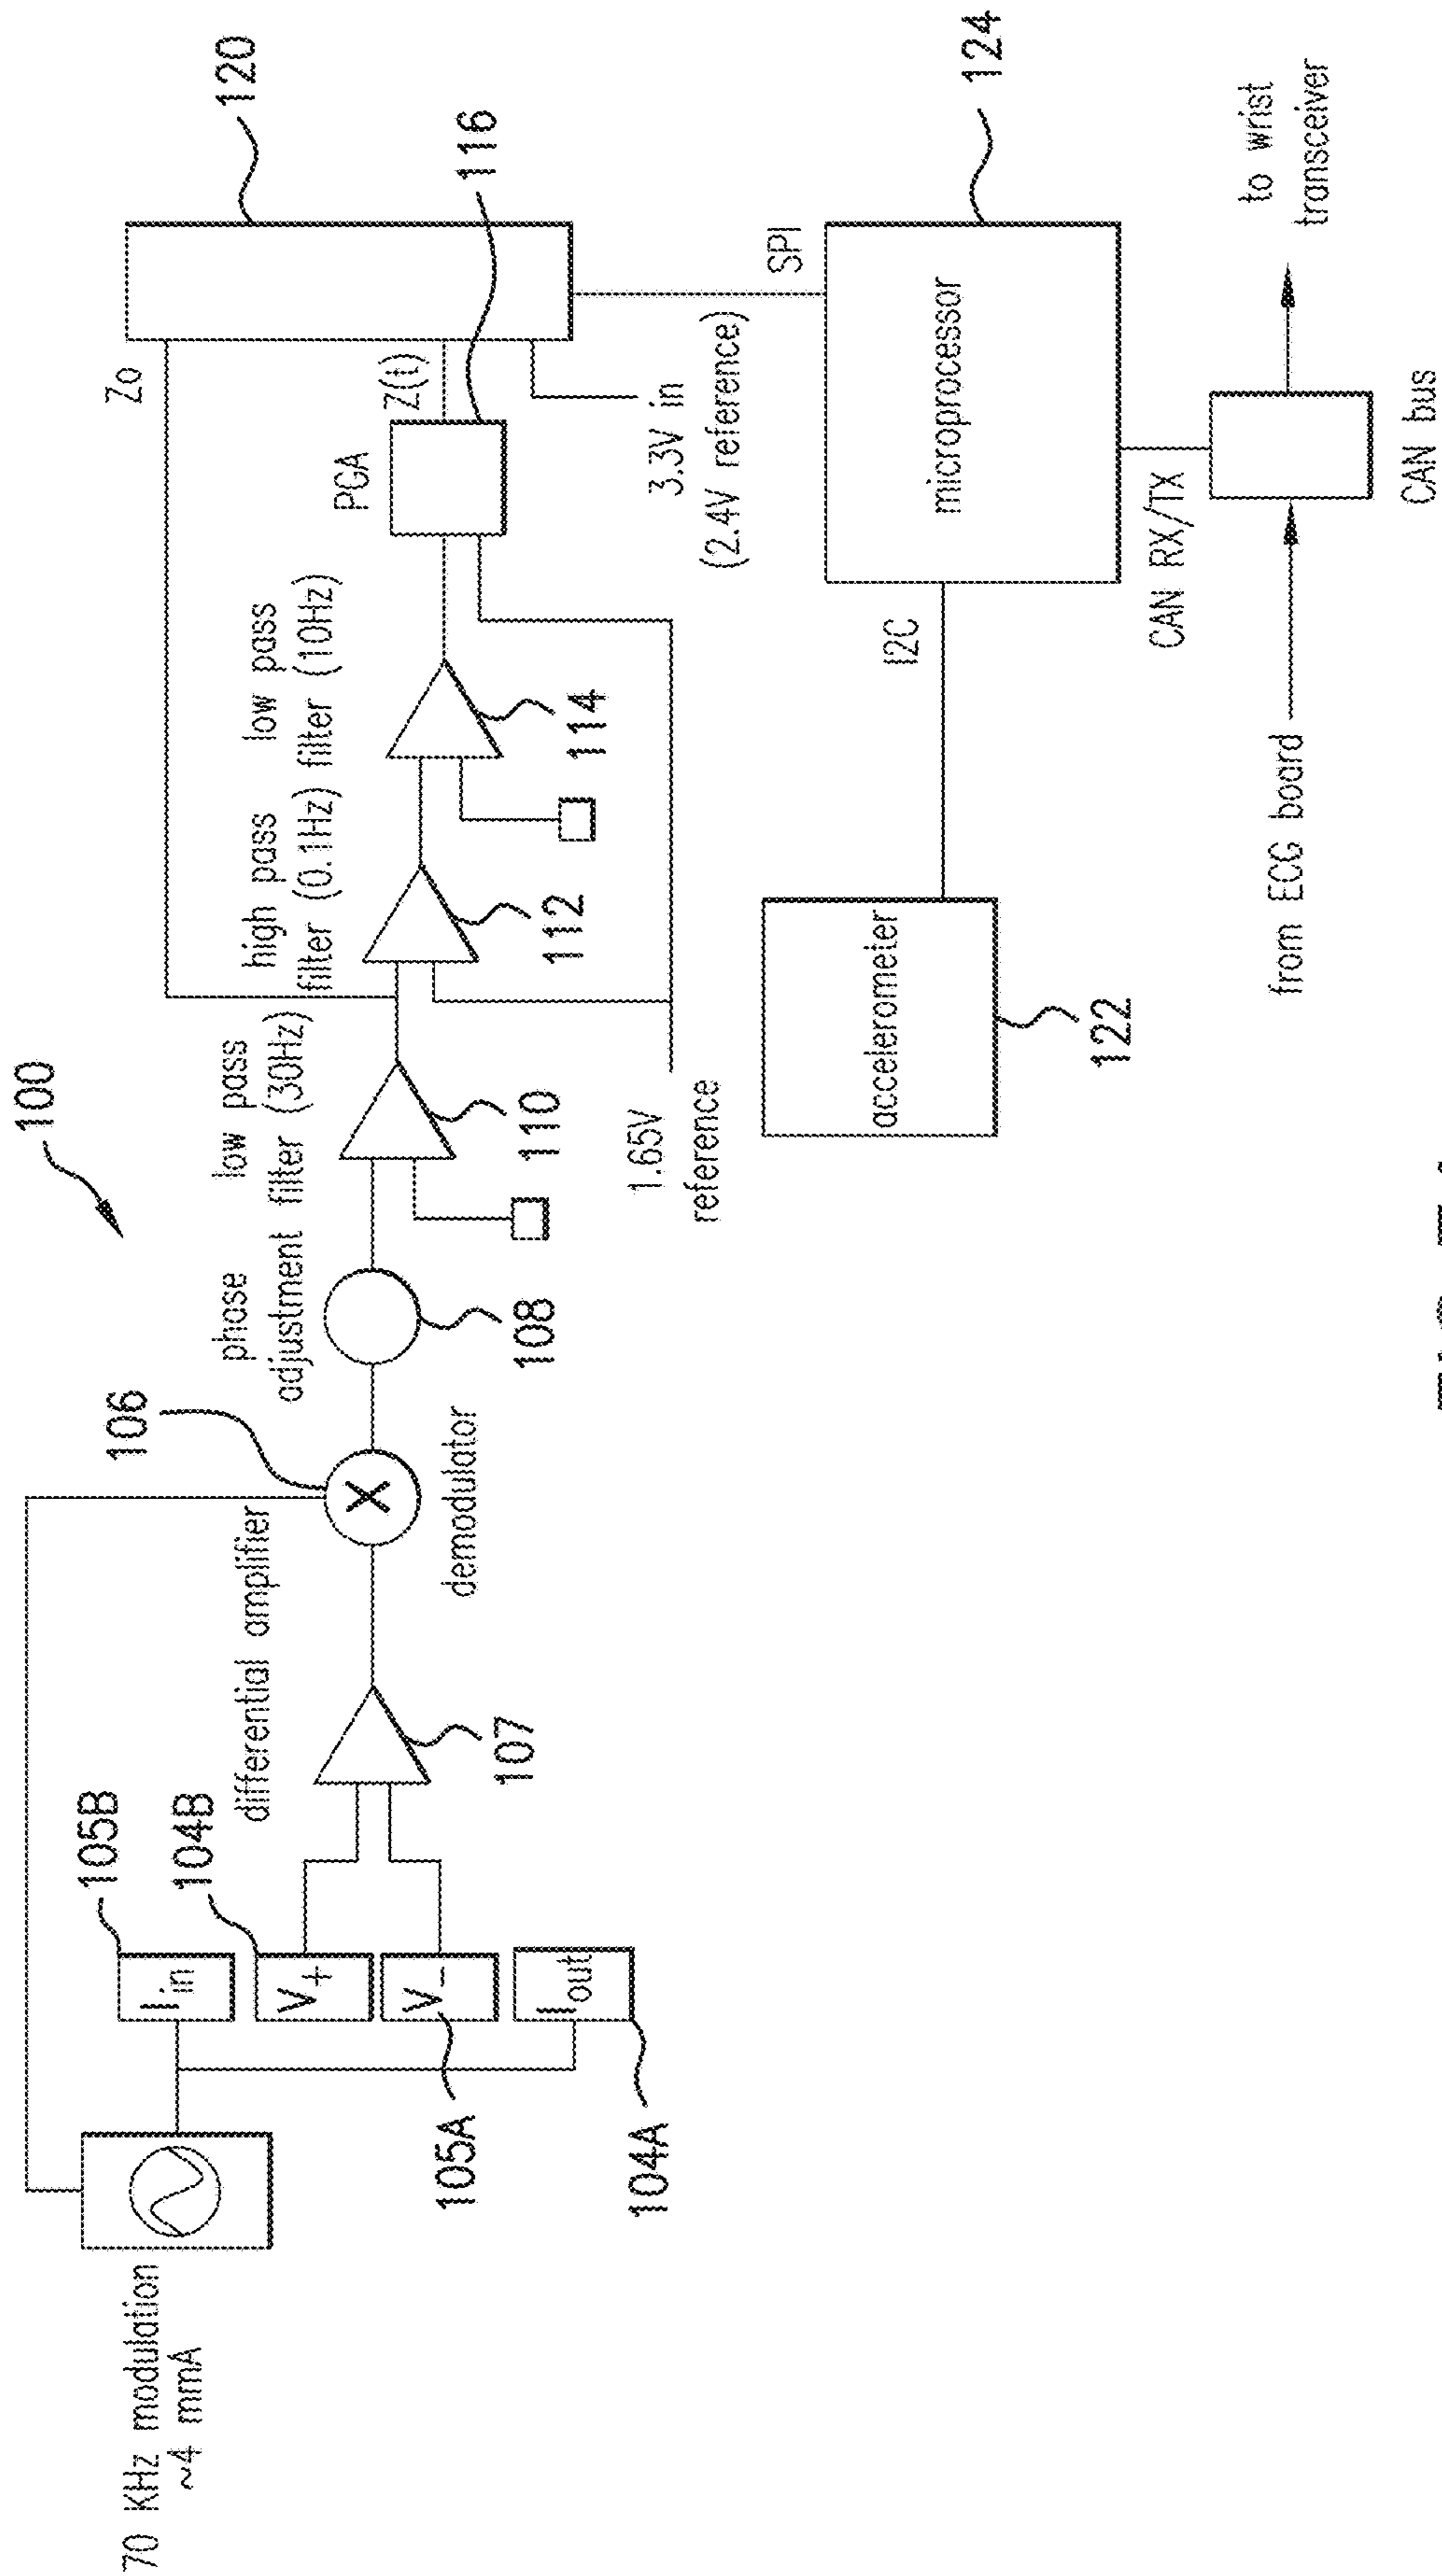 100
70 KHz modulation
~4 mmA
105B
Iin
104B
V+
V-
105A
Iout
104A
differential amplifier
107
106
demodulator
phase
adjustment
108
low pass
filter (30Hz)
110
high pass
filter (0.1Hz)
112
low pass
filter (10Hz)
114
1.65V
reference
PGA
116
Zo
Z(t)
120
3.3V in
(2.4V reference)
SPI
accelerometer
122
I2C
microprocessor
124
CAN RX/TX
from ECG board
to wrist
transceiver
CAN bus